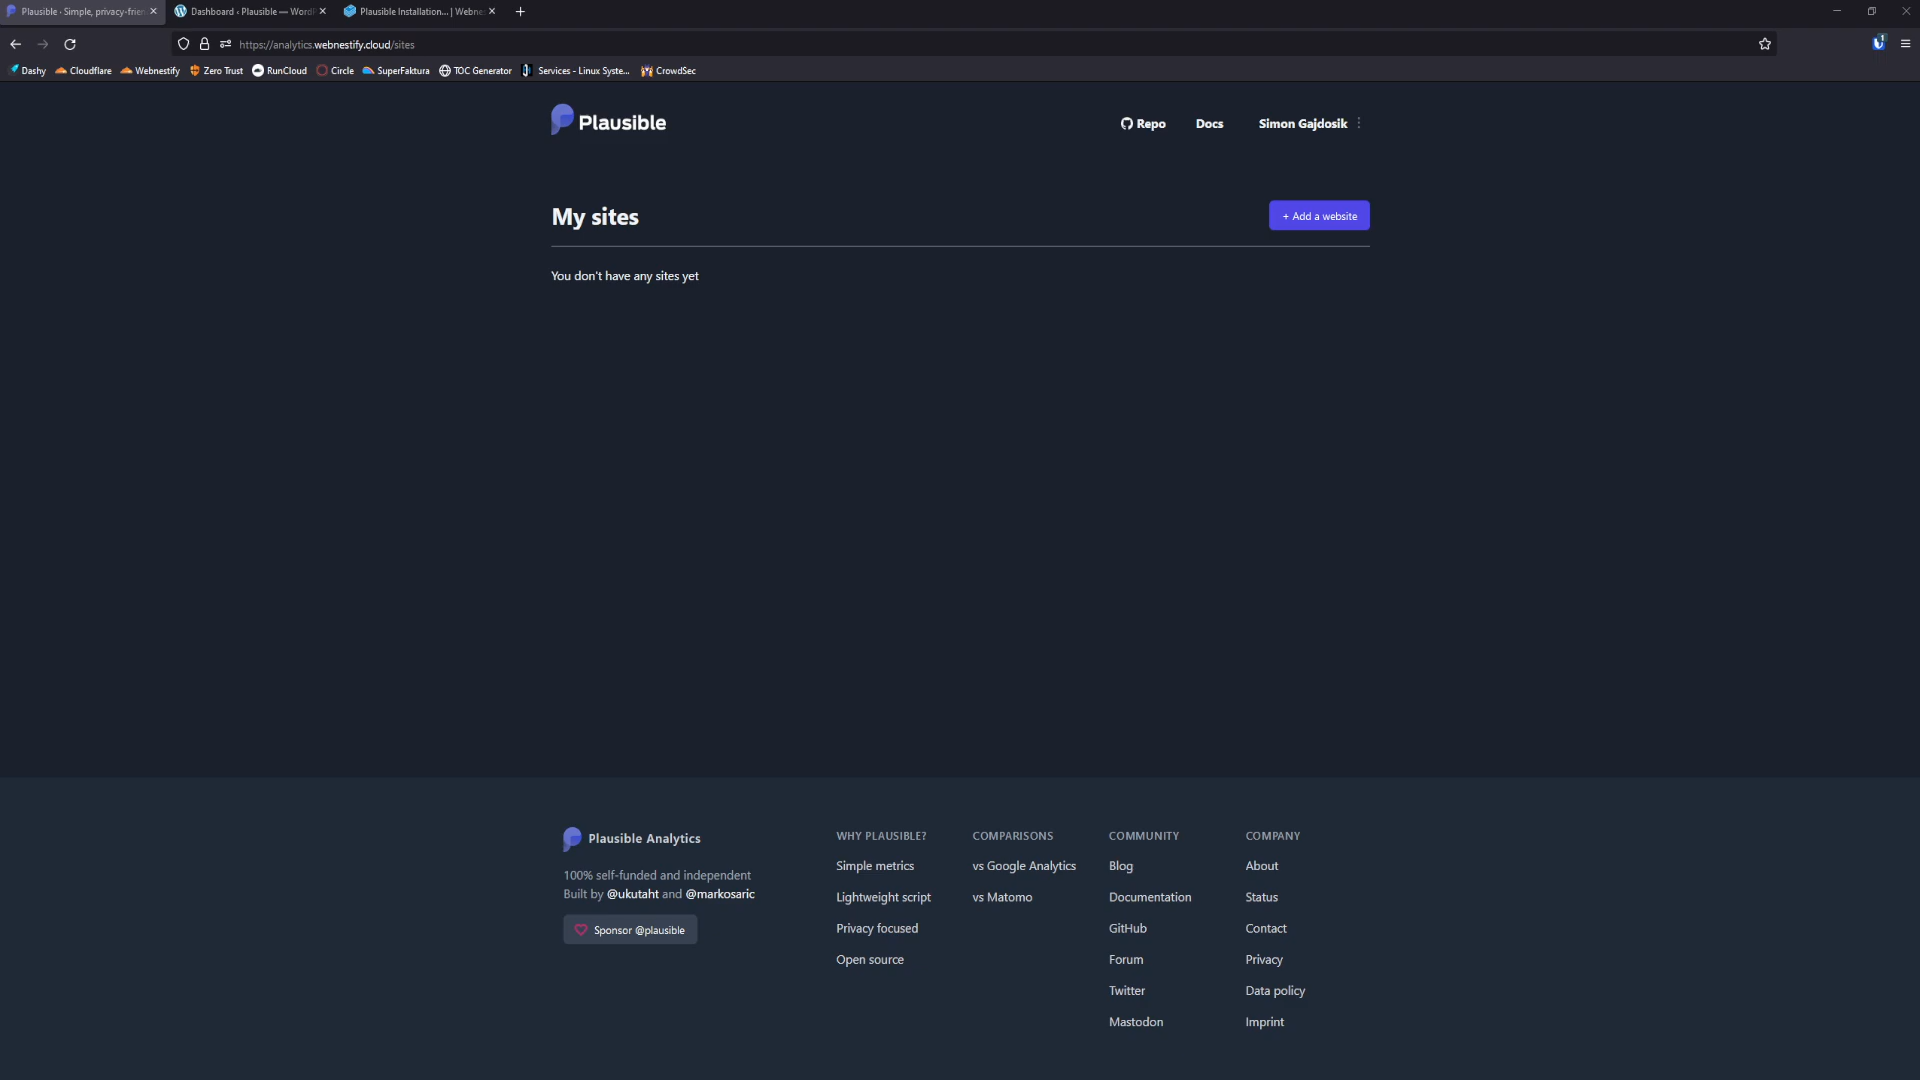 Plausible · Simple, privacy-frien
Dashboard ‹ Plausible — WordP
Plausible Installation... | Webne
https://analytics.webnestify.cloud/sites
1
Dashy
Cloudflare
Webnestify
Zero Trust
RunCloud
Circle
SuperFaktura
TOC Generator
Services - Linux Syste...
CrowdSec
Plausible
Repo
Docs
Simon Gajdosik
My sites
+ Add a website
You don't have any sites yet
Plausible Analytics
100% self-funded and independent
Built by @ukutaht and @markosaric
Sponsor @plausible
WHY PLAUSIBLE?
Simple metrics
Lightweight script
Privacy focused
Open source
COMPARISONS
vs Google Analytics
vs Matomo
COMMUNITY
Blog
Documentation
GitHub
Forum
Twitter
Mastodon
COMPANY
About
Status
Contact
Privacy
Data policy
Imprint